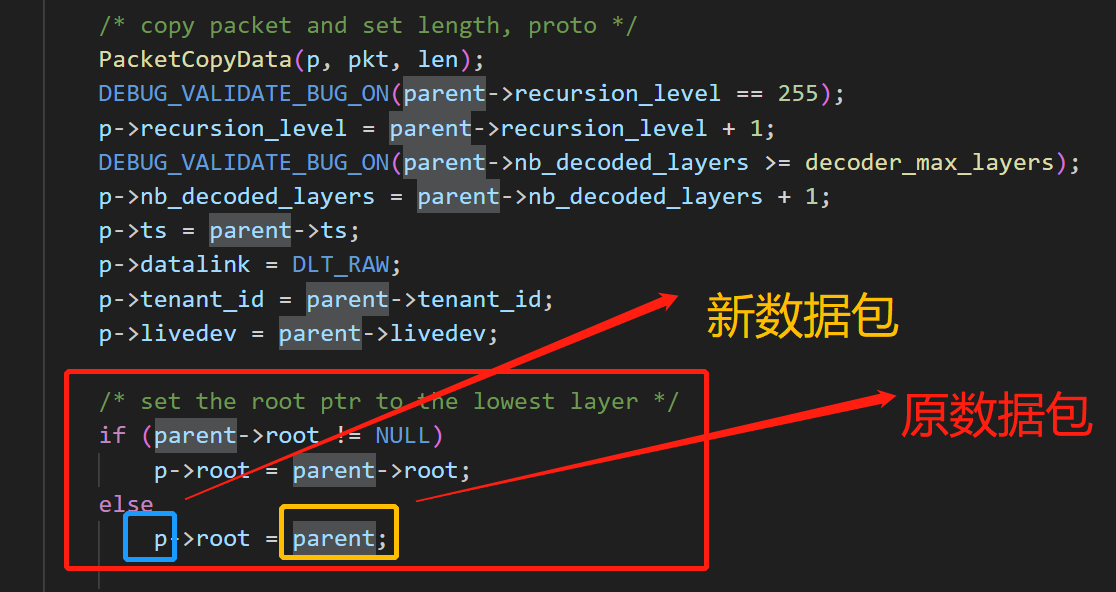 /* copy packet and set length, proto */
PacketCopyData(p, pkt, len);
DEBUG_VALIDATE_BUG_ON(parent->recursion_level == 255);
p->recursion_level = parent->recursion_level + 1;
DEBUG_VALIDATE_BUG_ON(parent->nb_decoded_layers >= decoder_max_layers);
p->nb_decoded_layers = parent->nb_decoded_layers + 1;
p->ts = parent->ts;
p->datalink = DLT_RAW;
p->tenant_id = parent->tenant_id;
新数据包
p->livedev = parent->livedev;
/* set the root ptr to the lowest layer */
原数据包
if (parent->root != NULL)
p->root = parent->root;
else
p->root = parent;